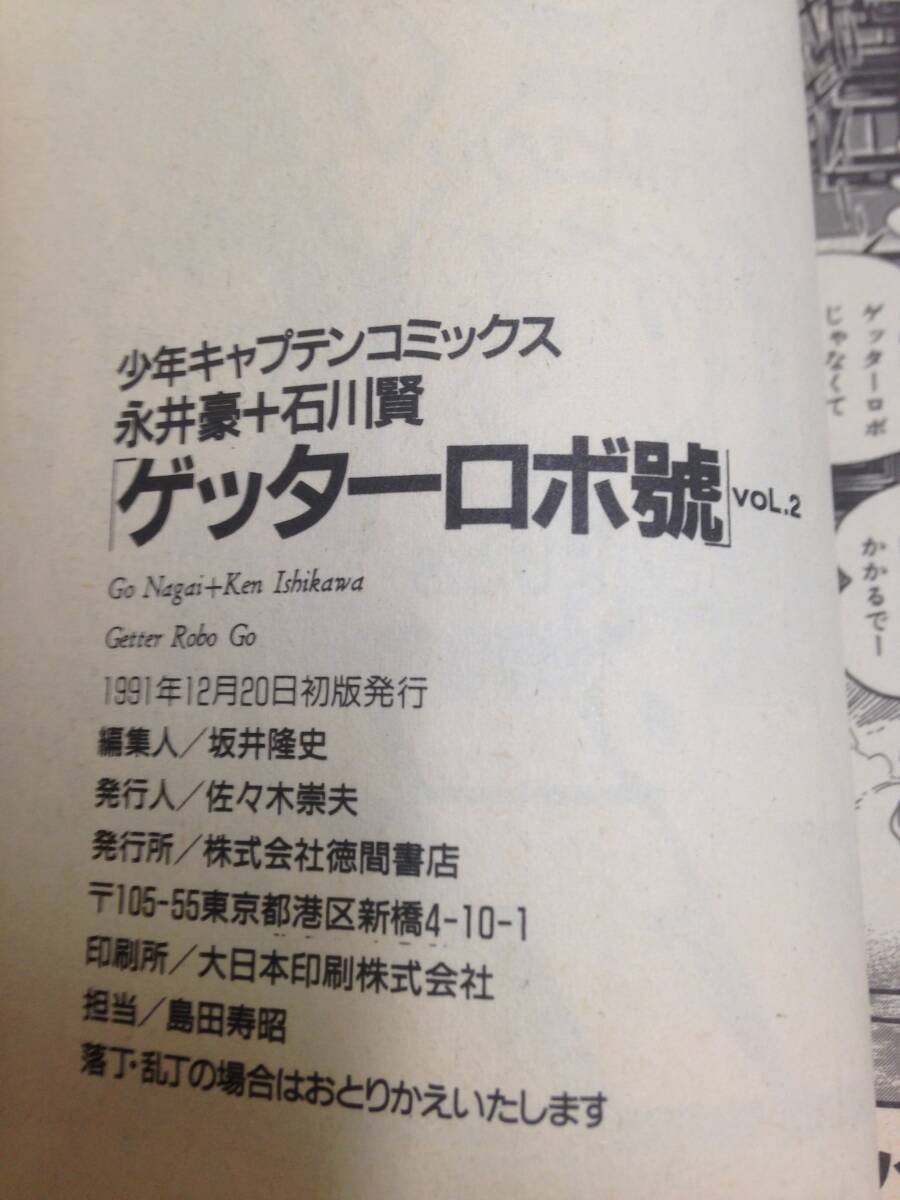 少年キャプテンコミックス
永井豪+石川賢
「ゲッターロボ號」VOL.2
Go Nagai+Ken Ishikawa
Getter Robo Go
1991年12月20日初版発行
編集人／坂井隆史
発行人／佐々木崇夫
発行所／株式会社徳間書店
〒105-55東京都港区新橋4-10-1
印刷所／大日本印刷株式会社
担当／島田寿昭
落丁・乱丁の場合はおとりかえいたします
ゲッターロボ
じゃなくて
かかるでー